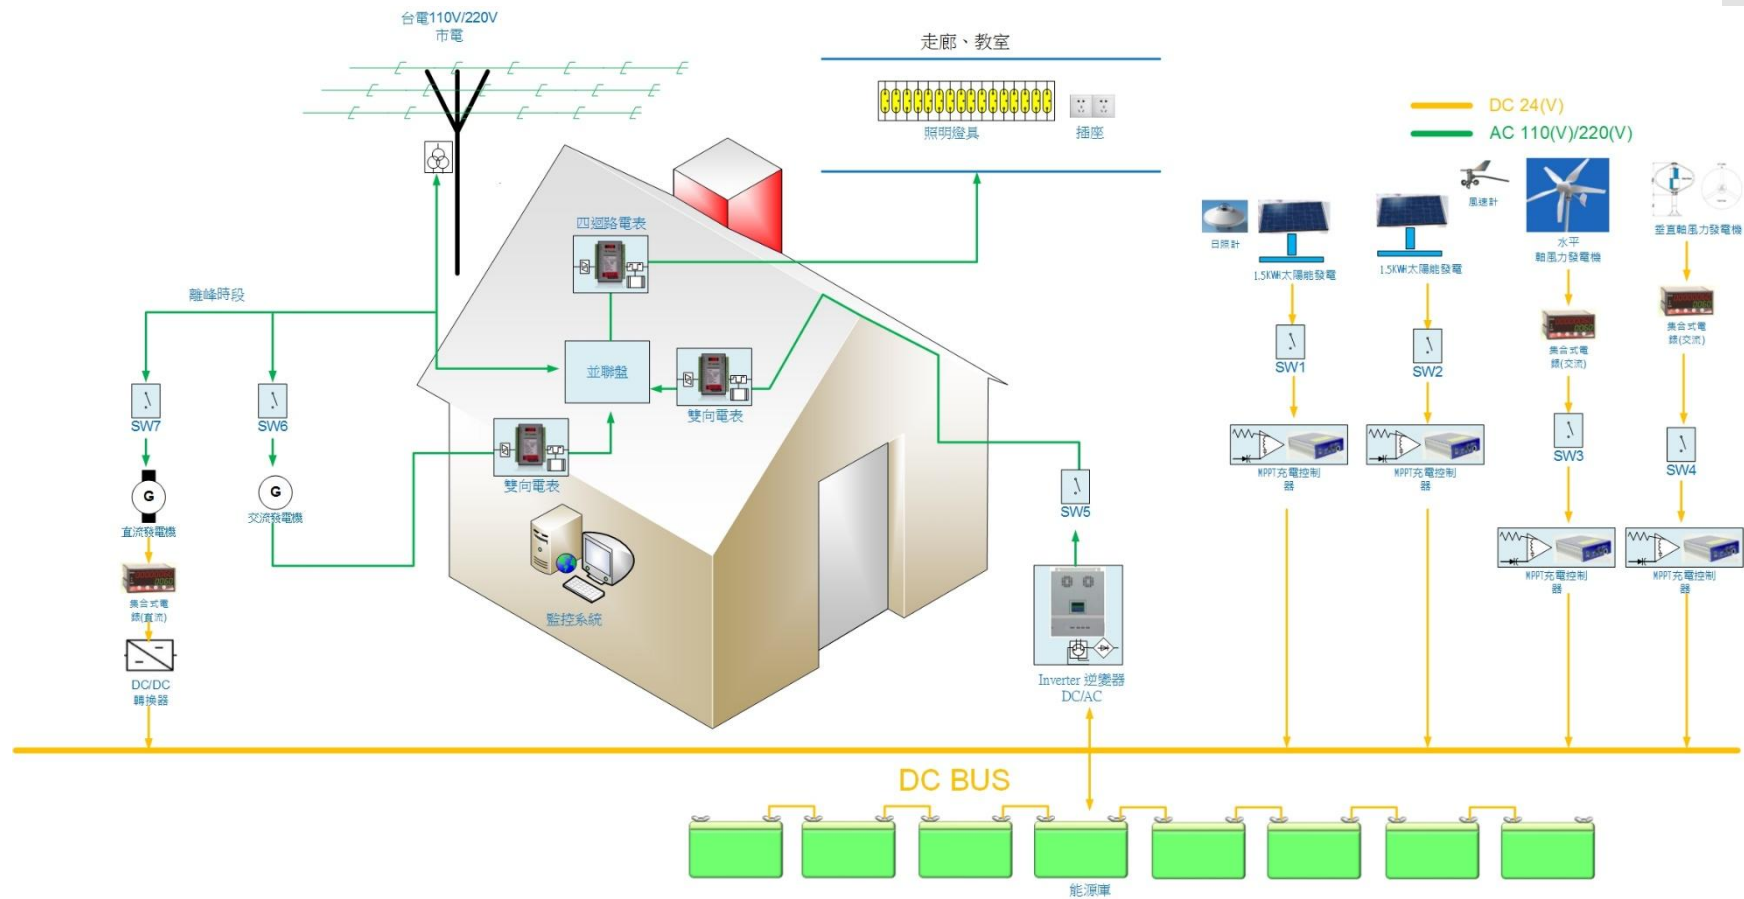 台電110V/220V
市電
走廊、教室
照明燈具
插座
DC 24(V)
AC 110(V)/220(V)
日照計
1.5KWH太陽能發電
1.5KWH太陽能發電
風速計
水平
軸風力發電機
垂直軸風力發電機
四迴路電表
離峰時段
並聯盤
雙向電表
雙向電表
SW7
SW6
G
直流發電機
G
交流發電機
集合式電
錶(直流)
DC/DC
轉換器
監控系統
SW5
Inverter 逆變器
DC/AC
SW1
SW2
集合式電
錶(交流)
集合式電
錶(交流)
SW3
SW4
MPPT充電控制
器
MPPT充電控制
器
MPPT充電控制
器
MPPT充電控制
器
DC BUS
能源庫